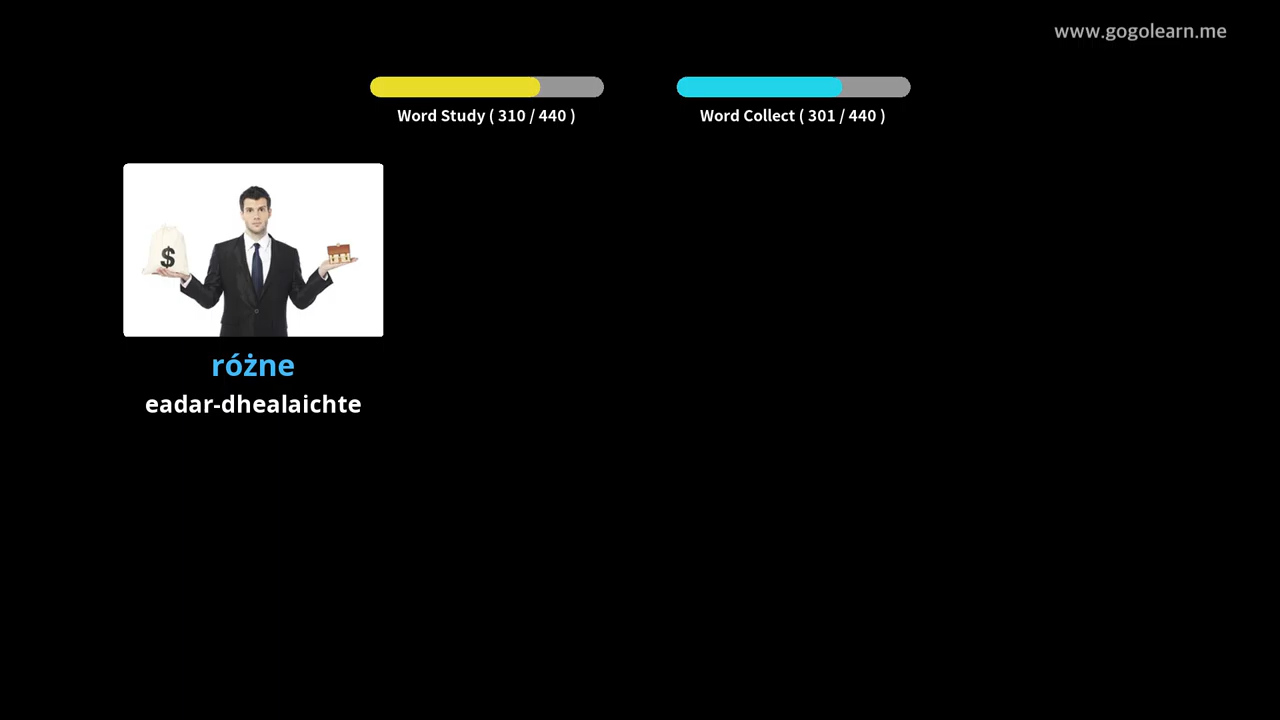 www.gogolearn.me
Word Study ( 310 / 440 )
Word Collect ( 301 / 440 )
$
różne
eadar-dhealaichte